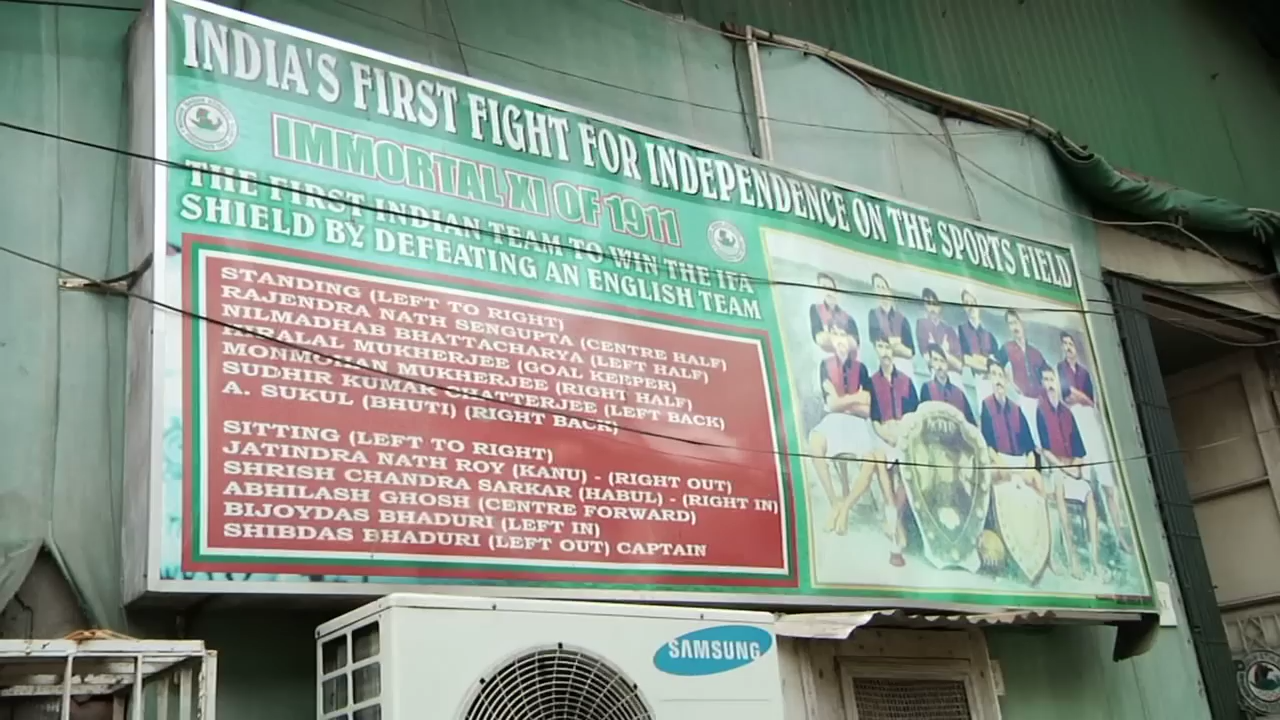 INDIA'S FIRST FIGHT FOR INDEPENDENCE ON THE SPORTS FIELD
IMMORTAL XI OF 1911
THE FIRST INDIAN TEAM TO WIN THE IFA
SHIELD BY DEFEATING AN ENGLISH TEAM
STANDING (LEFT TO RIGHT)
RAJENDRA NATH SENGUPTA (CENTRE HALF)
NILMADHAB BHATTACHARYA (LEFT HALF)
HIRALAL MUKHERJEE (GOAL KEEPER)
MONMOHAN MUKHERJEE (RIGHT HALF)
SUDHIR KUMAR CHATTERJEE (LEFT BACK)
A. SUKUL (BHUTI) (RIGHT BACK)
SITTING (LEFT TO RIGHT)
JATINDRA NATH ROY (KANU) - (RIGHT OUT)
SHRISH CHANDRA SARKAR (HABUL) - (RIGHT IN)
ABHILASH GHOSH (CENTRE FORWARD)
BIJOYDAS BHADURI (LEFT IN)
SHIBDAS BHADURI (LEFT OUT) CAPTAIN
SAMSUNG